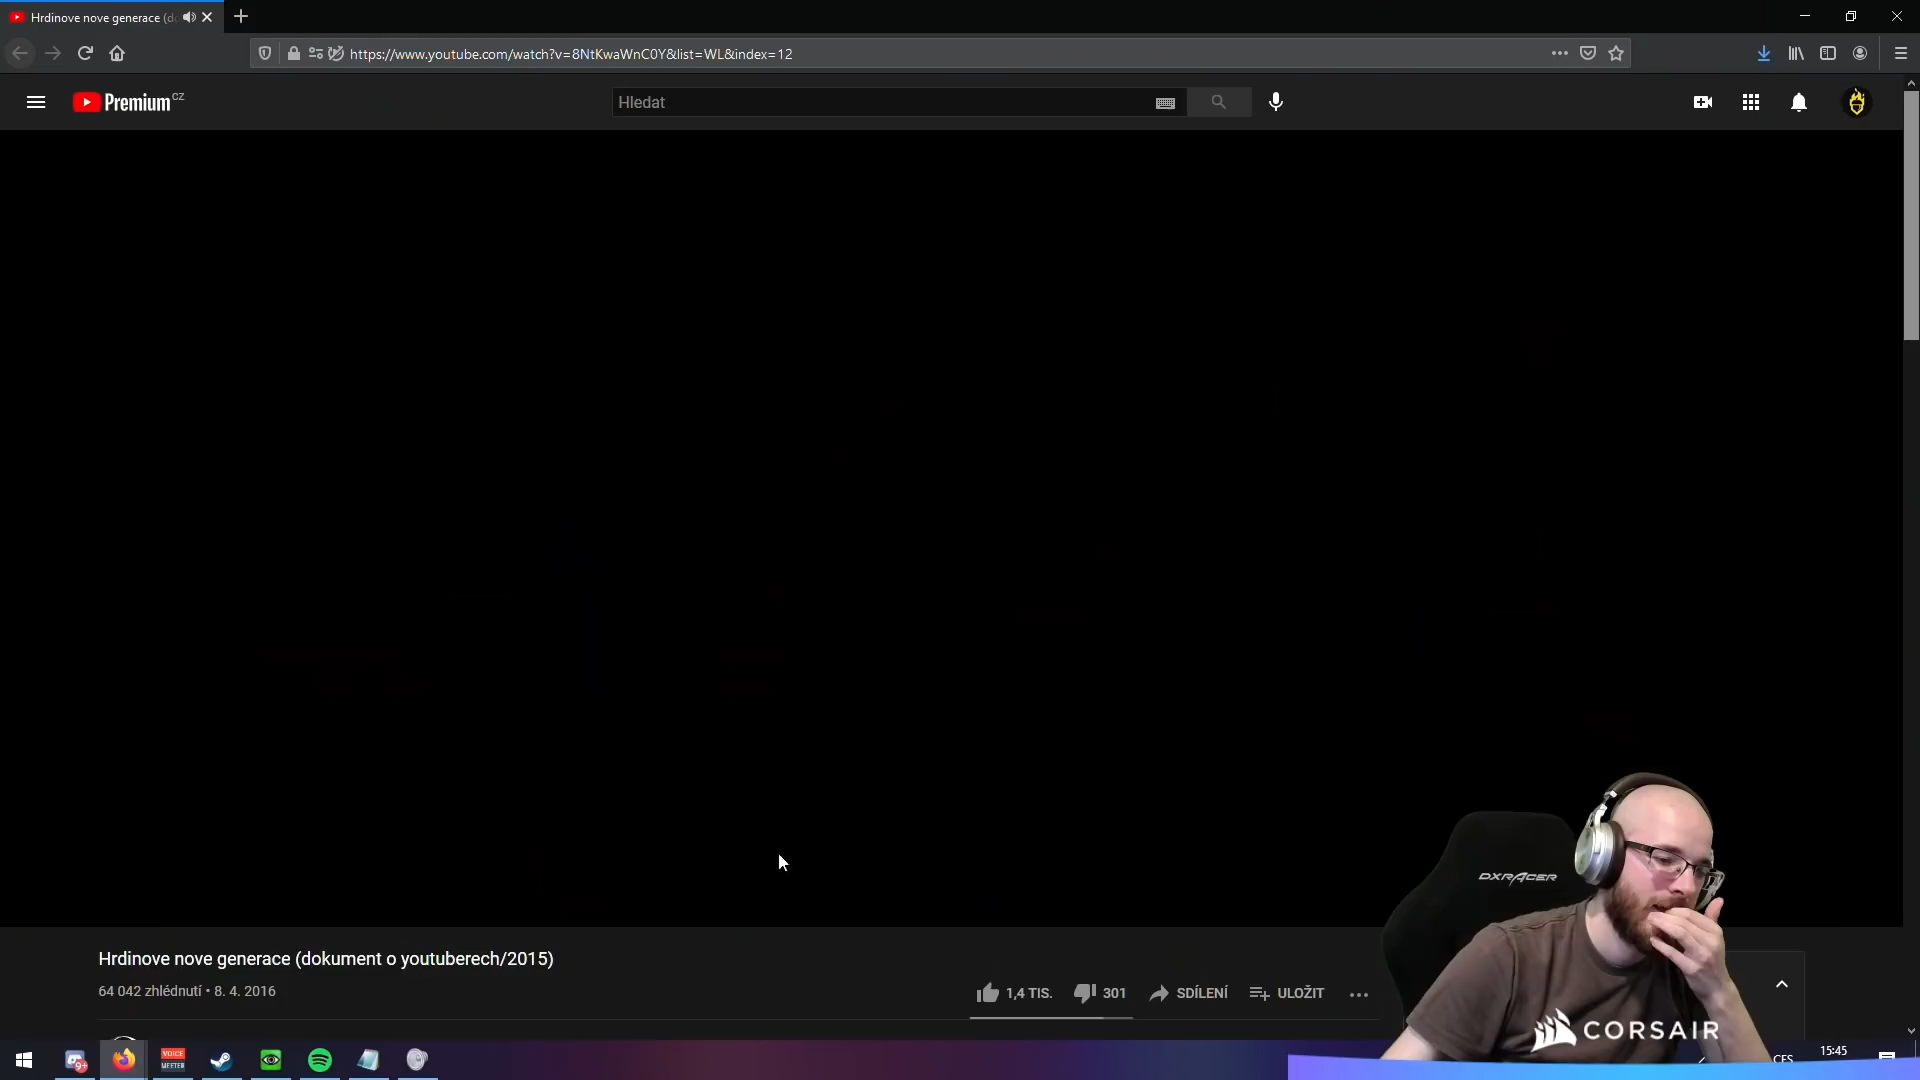 Hrdinove nove generace (d
https://www.youtube.com/watch?v=8NtKwaWnC0Y&list=WL&index=12
Premium CZ
Hledat
DXRACER
Hrdinove nove generace (dokument o youtuberech/2015)
64 042 zhlédnutí • 8. 4. 2016
1,4 TIS.
301
SDÍLENÍ
ULOŽIT
CORSAIR
9+
VOICE
MEETER
CES
15:45